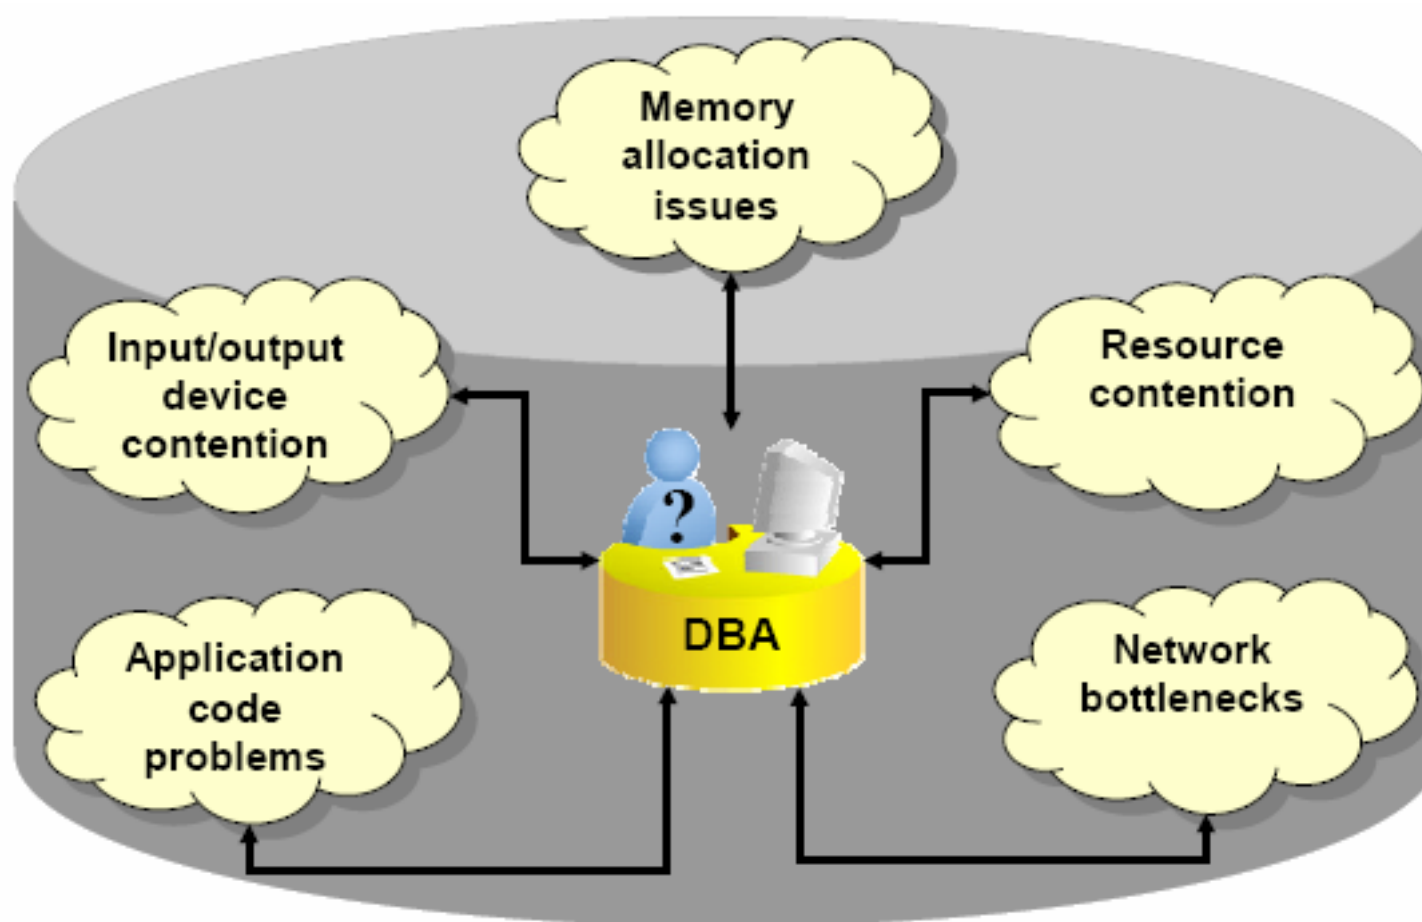 Memory
allocation
issues
Input/output
device
contention
Resource
contention
?
DBA
Application
code
problems
Network
bottlenecks